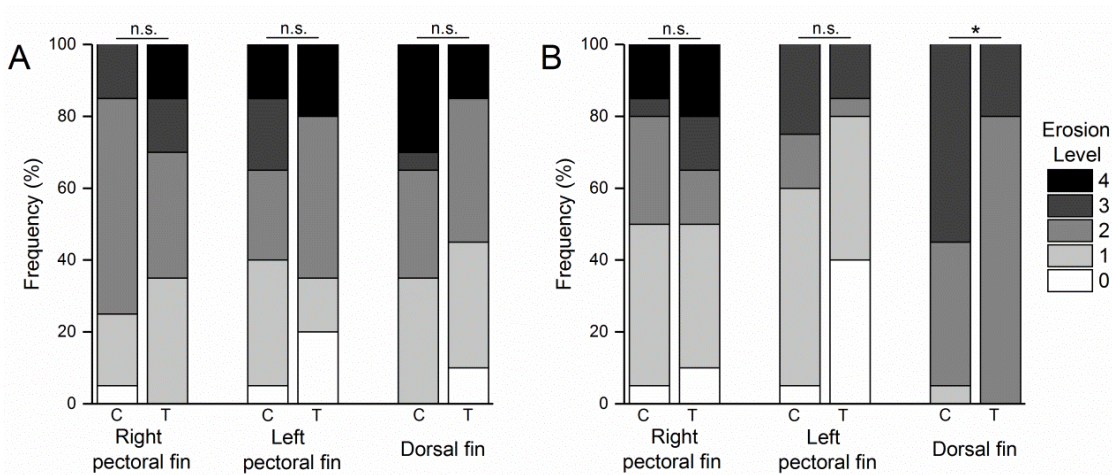 A
n.s.
n.s.
n.s.
Frequency (%)
100
80
60
40
20
0
C T
C T
C T
Right
pectoral fin
Left
pectoral fin
Dorsal fin
B
n.s.
n.s.
*
Frequency (%)
100
80
60
40
20
0
C T
C T
C T
Right
pectoral fin
Left
pectoral fin
Dorsal fin
Erosion
Level
4
3
2
1
0